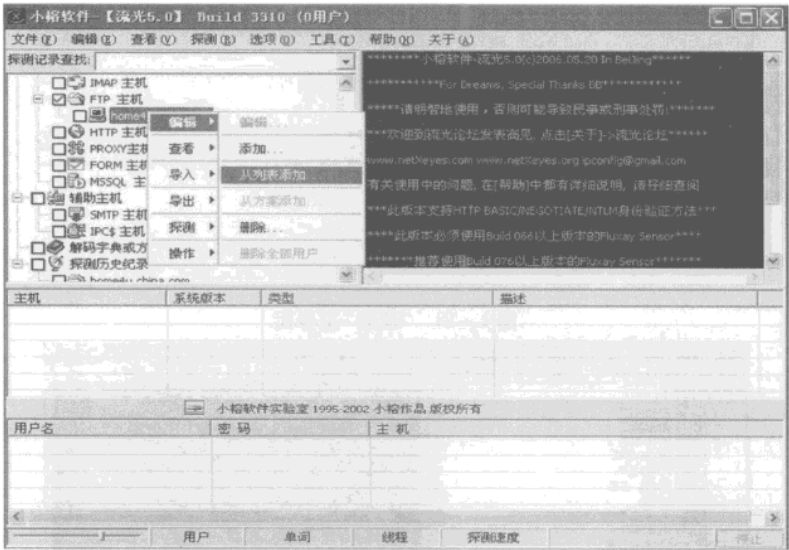 小榕软件-【流光5.0】 Build 3310 (0用户)
文件(F) 编辑(E) 查看(V) 探测(R) 选项(O) 工具(T) 帮助(H) 关于(A)
探测记录查找:
IMAP 主机
FTP 主机
home4
HTTP 主机
PROXY主机
FORM 主机
MSSQL 主
辅助主机
SMTP 主机
IPC$ 主机
解码字典或方
探测历史纪录
home4u.china.com
编辑
查看
导入
导出
探测
操作
编辑...
添加...
从列表添加...
从方案添加...
删除...
删除全部用户
********小榕软件-流光5.0(c)2006.05.20 In BeiJing******
For Dreams, Special Thanks BB
*****请明智地使用,否则可能导致民事或刑事处罚!*******
***欢迎到流光论坛发表高见, 点击[关于]->流光论坛******
www.netXeyes.com www.netXeyes.org ipconfig@gmail.com
有关使用中的问题, 在[帮助]中都有详细说明, 请仔细查阅
***此版本支持HTTP BASIC/NEGOTIATE/NTLM身份验证方法***
****此版本必须使用Build 066以上版本的Fluxay Sensor****
********推荐使用Build 076以上版本的Fluxay Sensor*******
主机 系统版本 类型 描述
小榕软件实验室 1995-2002 小榕作品 版权所有
用户名 密码 主机
用户 单词 线程 探测速度 停止